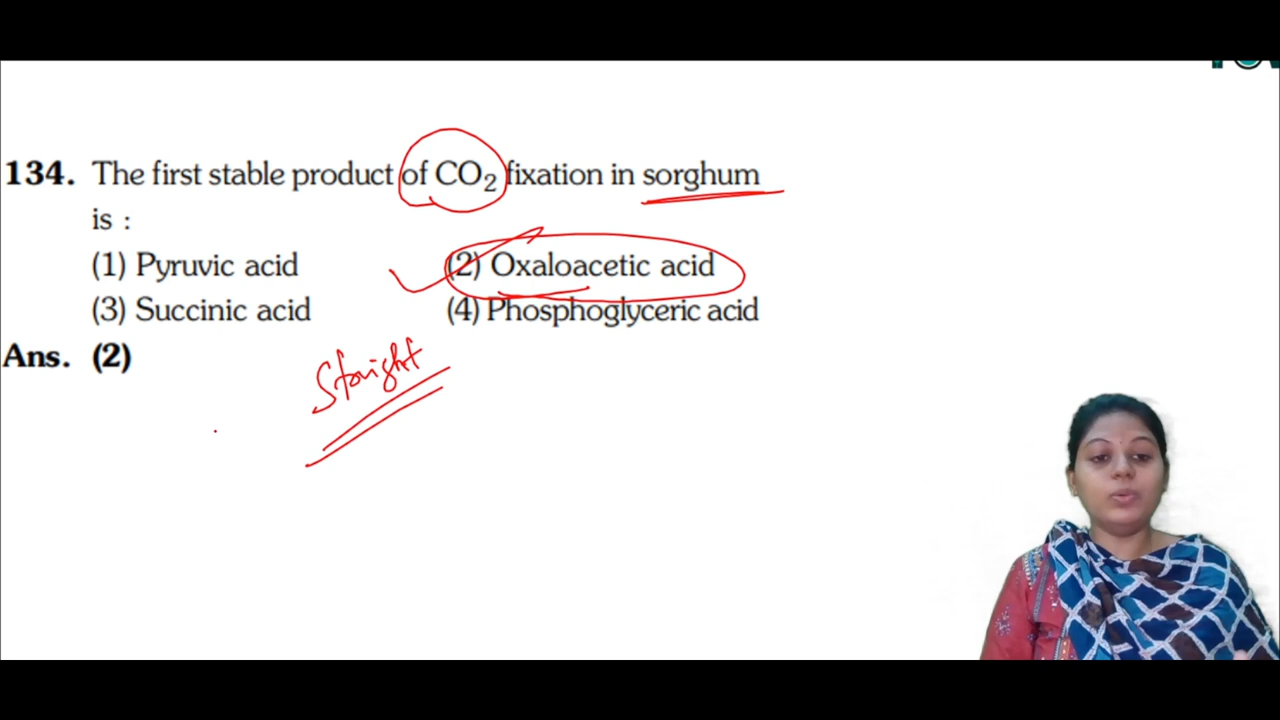 134. The first stable product of CO₂ fixation in sorghum
is :
(1) Pyruvic acid (2) Oxaloacetic acid
(3) Succinic acid (4) Phosphoglyceric acid
Ans. (2)
Straight